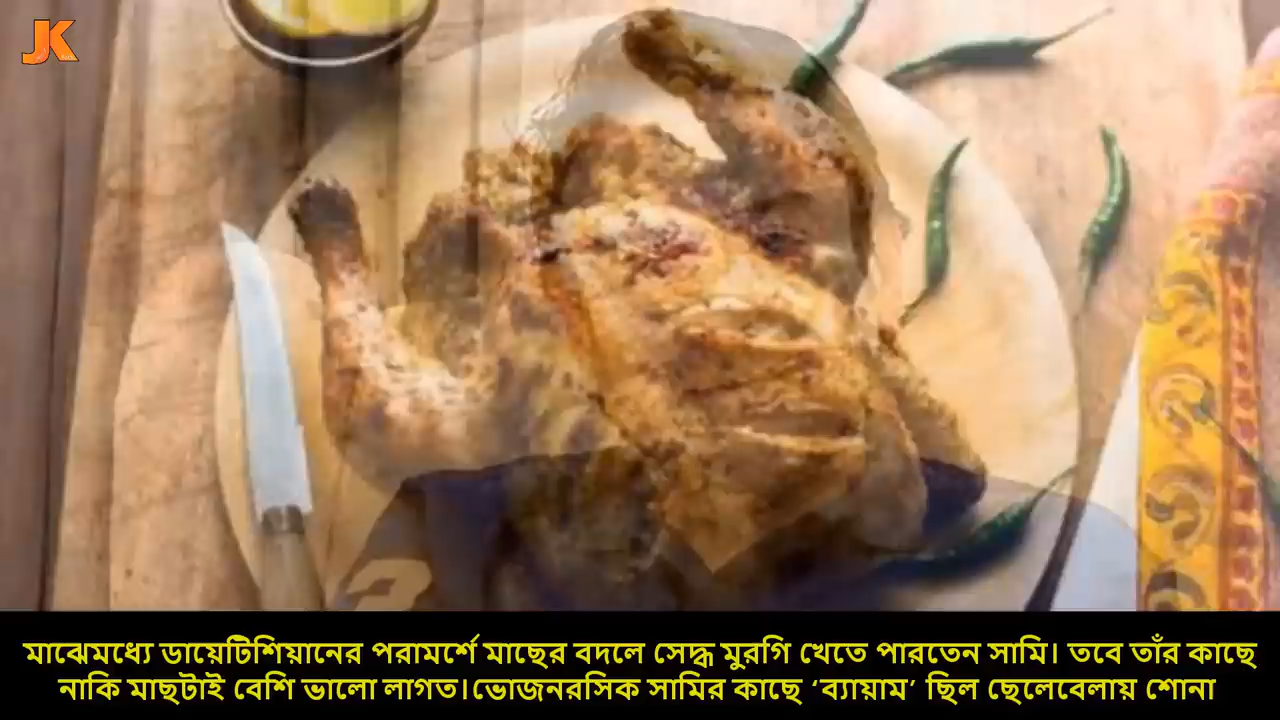 JK
মাঝেমধ্যে ডায়েটিশিয়ানের পরামর্শে মাছের বদলে সেদ্ধ মুরগি খেতে পারতেন সামি। তবে তাঁর কাছে
নাকি মাছটাই বেশি ভালো লাগত।ভোজনরসিক সামির কাছে ‘ব্যায়াম’ ছিল ছেলেবেলায় শোনা